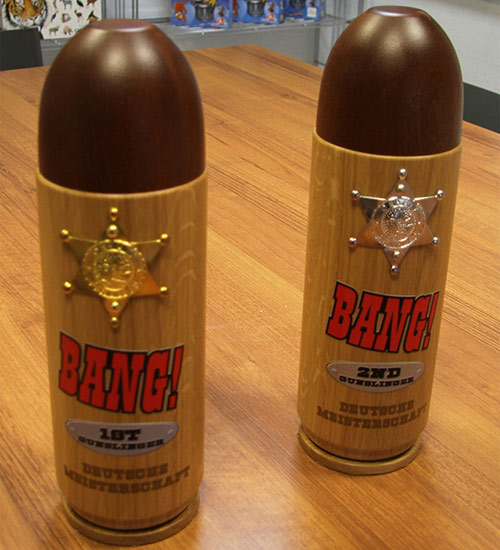 BANG!
1ST
GUNSLINGER
DEUTSCHE
MEISTERSCHAFT
BANG!
2ND
GUNSLINGER
DEUTSCHE
MEISTERSCHAFT